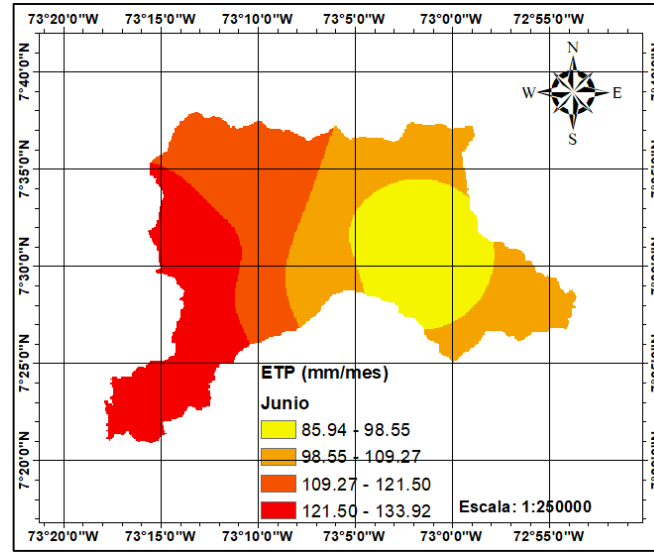 73°20'0"W 73°15'0"W 73°10'0"W 73°5'0"W 73°0'0"W 72°55'0"W
N
W E
S
7°40'0"N
7°35'0"N
7°30'0"N
7°25'0"N
7°20'0"N
ETP (mm/mes)
Junio
85.94 - 98.55
98.55 - 109.27
109.27 - 121.50
121.50 - 133.92
Escala: 1:250000
73°20'0"W 73°15'0"W 73°10'0"W 73°5'0"W 73°0'0"W 72°55'0"W